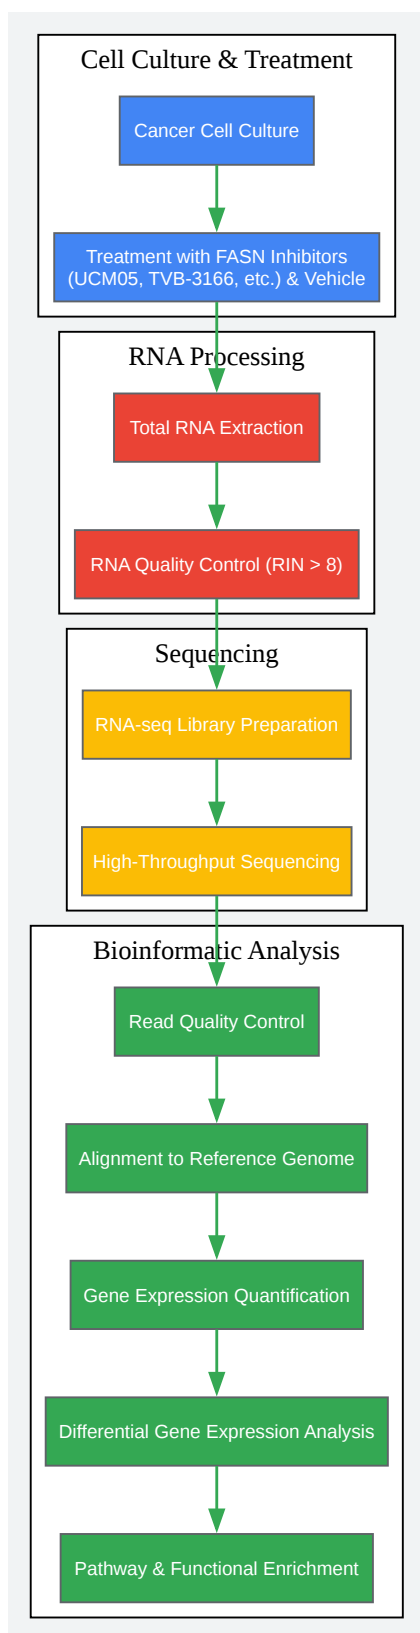 Cell Culture & Treatment
Cancer Cell Culture
Treatment with FASN Inhibitors
(UCM05, TVB-3166, etc.) & Vehicle
RNA Processing
Total RNA Extraction
RNA Quality Control (RIN > 8)
Sequencing
RNA-seq Library Preparation
High-Throughput Sequencing
Bioinformatic Analysis
Read Quality Control
Alignment to Reference Genome
Gene Expression Quantification
Differential Gene Expression Analysis
Pathway & Functional Enrichment